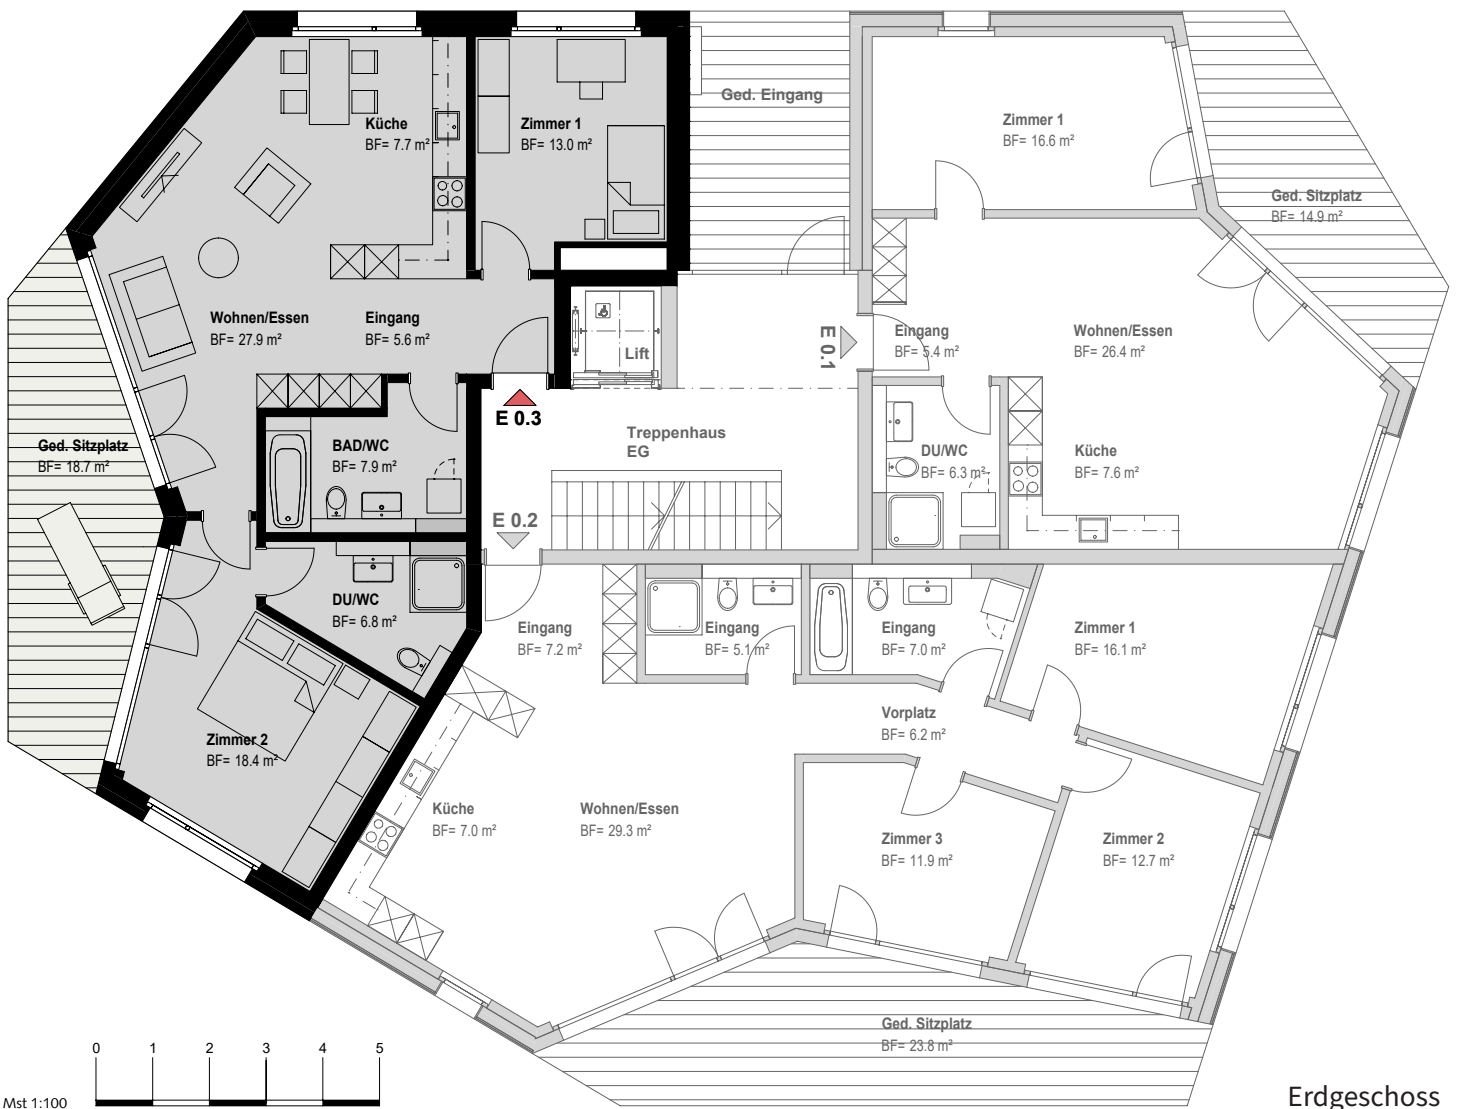 Küche
BF= 7.7 m²
Zimmer 1
BF= 13.0 m²
Ged. Eingang
Zimmer 1
BF= 16.6 m²
Ged. Sitzplatz
BF= 14.9 m²
Wohnen/Essen
BF= 27.9 m²
Eingang
BF= 5.6 m²
Lift
E 0.1
Eingang
BF= 5.4 m²
Wohnen/Essen
BF= 26.4 m²
E 0.3
Ged. Sitzplatz
BF= 18.7 m²
BAD/WC
BF= 7.9 m²
Treppenhaus
EG
DU/WC
BF= 6.3 m²
Küche
BF= 7.6 m²
E 0.2
DU/WC
BF= 6.8 m²
Eingang
BF= 7.2 m²
Eingang
BF= 5.1 m²
Eingang
BF= 7.0 m²
Zimmer 1
BF= 16.1 m²
Zimmer 2
BF= 18.4 m²
Vorplatz
BF= 6.2 m²
Küche
BF= 7.0 m²
Wohnen/Essen
BF= 29.3 m²
Zimmer 3
BF= 11.9 m²
Zimmer 2
BF= 12.7 m²
Ged. Sitzplatz
BF= 23.8 m²
0 1 2 3 4 5
Mst 1:100
Erdgeschoss